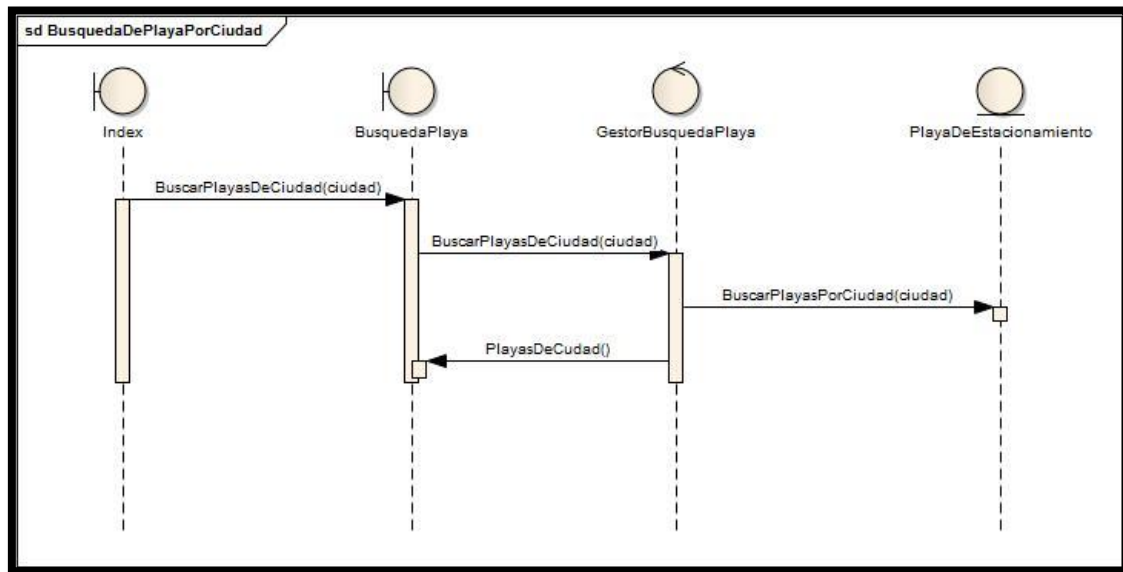 sd BusquedaDePlayaPorCiudad
Index
BusquedaPlaya
GestorBusquedaPlaya
PlayaDeEstacionamiento
BuscarPlayasDeCiudad(ciudad)
BuscarPlayasDeCiudad(ciudad)
BuscarPlayasPorCiudad(ciudad)
PlayasDeCudad()